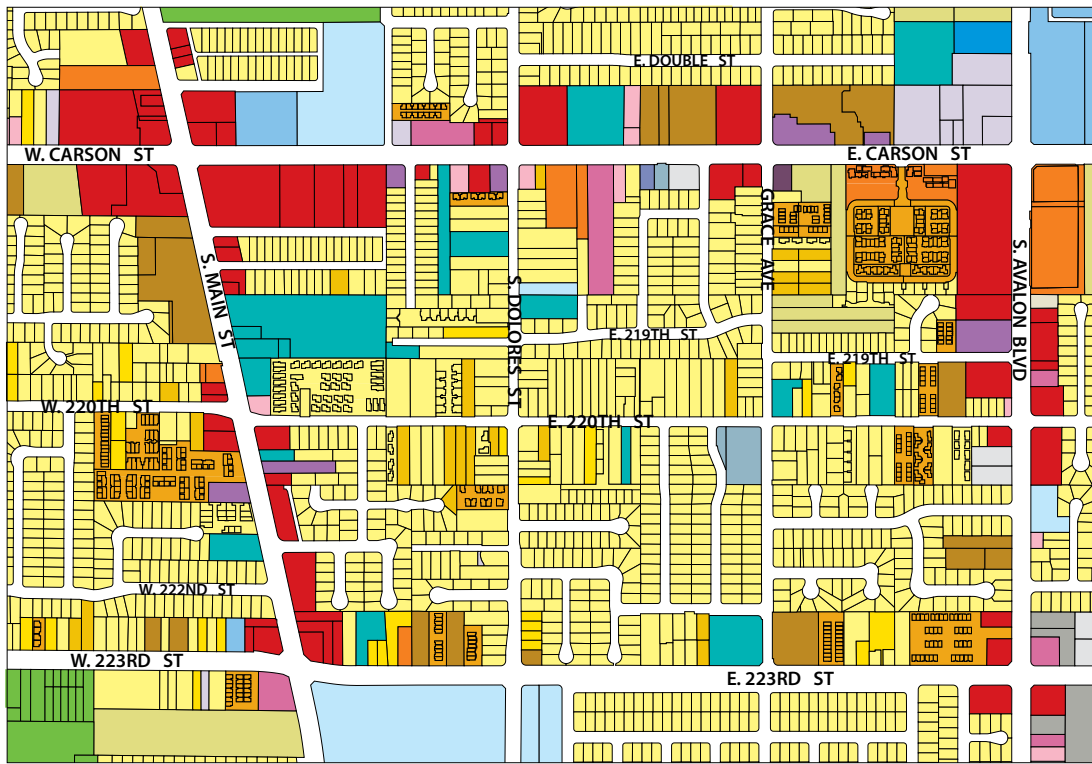 E. DOUBLE ST
W. CARSON ST
E. CARSON ST
GRACE AVE
S. MAIN ST
S. DOLORES ST
S. AVALON BLVD
E. 219TH ST
E. 219TH ST
W. 220TH ST
E. 220TH ST
W. 222ND ST
W. 223RD ST
E. 223RD ST